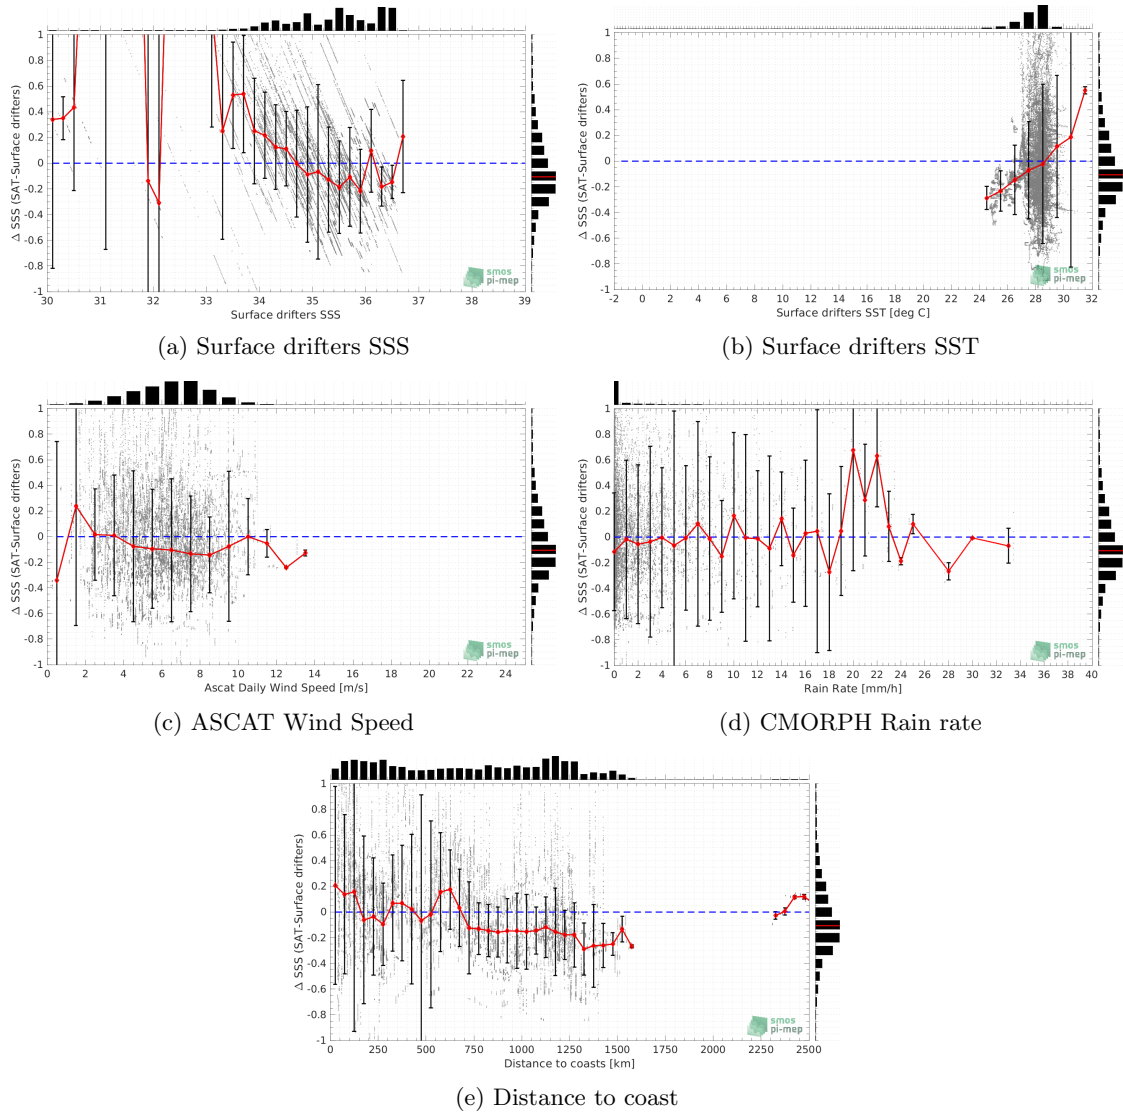 Δ SSS (SAT-Surface drifters)
1
0.8
0.6
0.4
0.2
0
-0.2
-0.4
-0.6
-0.8
-1
30 31 32 33 34 35 36 37 38 39
Surface drifters SSS
smos
pi-mep
(a) Surface drifters SSS
Δ SSS (SAT-Surface drifters)
1
0.8
0.6
0.4
0.2
0
-0.2
-0.4
-0.6
-0.8
-1
-2 0 2 4 6 8 10 12 14 16 18 20 22 24 26 28 30 32
Surface drifters SST [deg C]
smos
pi-mep
(b) Surface drifters SST
Δ SSS (SAT-Surface drifters)
1
0.8
0.6
0.4
0.2
0
-0.2
-0.4
-0.6
-0.8
-1
0 2 4 6 8 10 12 14 16 18 20 22 24
Ascat Daily Wind Speed [m/s]
smos
pi-mep
(c) ASCAT Wind Speed
Δ SSS (SAT-Surface drifters)
1
0.8
0.6
0.4
0.2
0
-0.2
-0.4
-0.6
-0.8
-1
0 2 4 6 8 10 12 14 16 18 20 22 24 26 28 30 32 34 36 38 40
Rain Rate [mm/h]
smos
pi-mep
(d) CMORPH Rain rate
Δ SSS (SAT-Surface drifters)
1
0.8
0.6
0.4
0.2
0
-0.2
-0.4
-0.6
-0.8
-1
0 250 500 750 1000 1250 1500 1750 2000 2250 2500
Distance to coasts [km]
smos
pi-mep
(e) Distance to coast